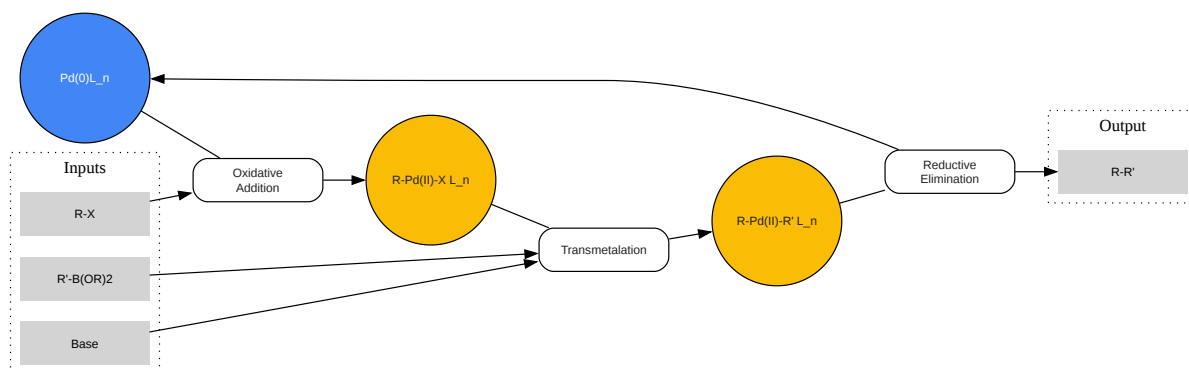 Pd(0)L_n
Inputs
R-X
R'-B(OR)2
Base
Oxidative
Addition
R-Pd(II)-X L_n
Transmetalation
R-Pd(II)-R' L_n
Reductive
Elimination
Output
R-R'